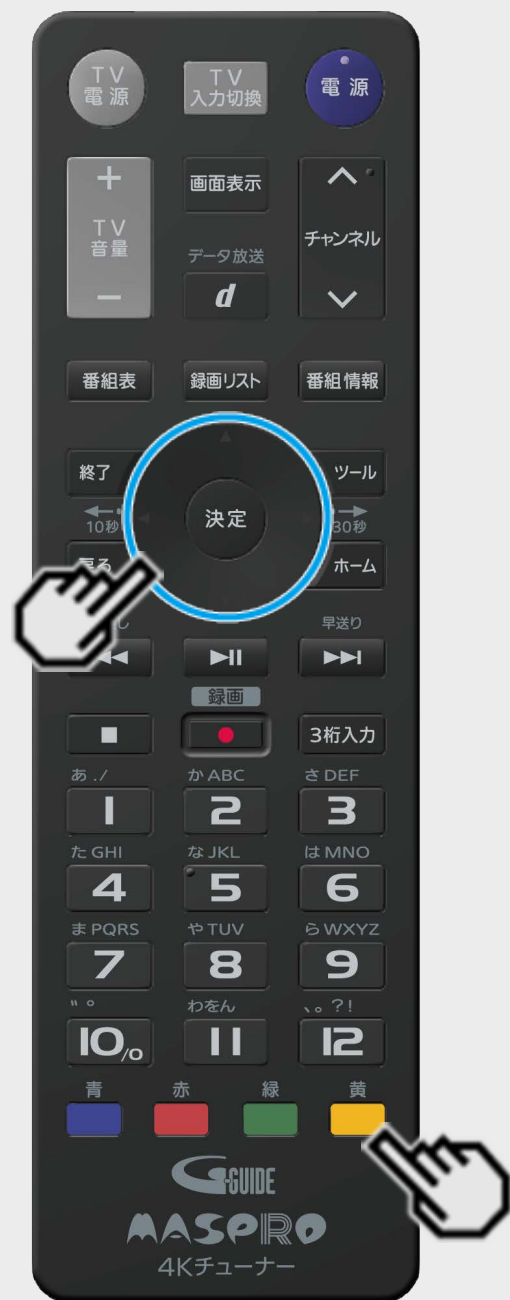 TV
電源
TV
入力切換
電源
TV
音量
画面表示
チャンネル
データ放送
d
番組表
録画リスト
番組情報
終了
ツール
10秒
決定
30秒
戻る
ホーム
早送り
録画
3桁入力
あ./
かABC
さDEF
1
2
3
たGHI
なJKL
はMNO
4
5
6
まPQRS
やTUV
らWXYZ
7
8
9
"°
わをん
、。?!
10/0
11
12
青
赤
緑
黄
G-GUIDE
MASPRO
4Kチューナー